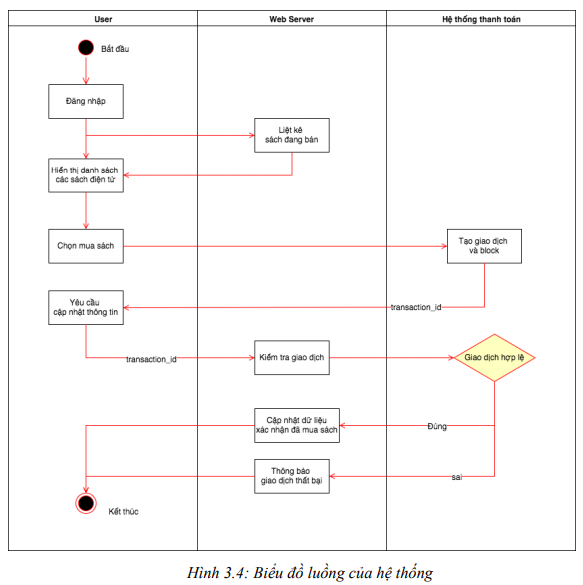 User
Web Server
Hệ thống thanh toán
Bắt đầu
Đăng nhập
Liệt kê
sách đang bán
Hiển thị danh sách
các sách điện tử
Chọn mua sách
Tạo giao dịch
và block
Yêu cầu
cập nhật thông tin
transaction_id
transaction_id
Kiểm tra giao dịch
Giao dịch hợp lệ
Cập nhật dữ liệu
xác nhận đã mua sách
Đúng
Thông báo
giao dịch thất bại
sai
Kết thúc
Hình 3.4: Biểu đồ luồng của hệ thống